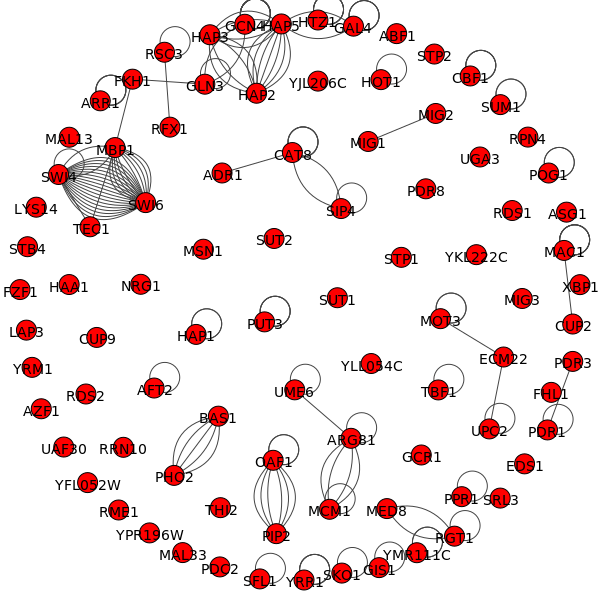 GCN4
HAP5
HTZ1
GAL4
HAP3
ABF1
RSC3
STP2
FKH1
GLN3
HAP2
YJL206C
HOT1
CBF1
ARR1
SUM1
RFX1
MIG2
MAL13
MBP1
MIG1
RPN4
CAT8
UGA3
SWI4
ADR1
POG1
PDR8
LYS14
SWI6
SIP4
RDS1
ASG1
TEC1
STB4
MSN1
SUT2
STP1
YKL222C
MAC1
FZF1
HAA1
NRG1
SUT1
MIG3
XBP1
LAP3
CUP9
HAP1
PUT3
MOT3
CUP2
YRM1
YLL054C
ECM22
PDR3
RDS2
AFT2
UME6
TBF1
FHL1
AZF1
BAS1
UPC2
PDR1
UAF30
RRN10
ARG81
OAF1
GCR1
EDS1
YFL052W
PHO2
PPR1
SRL3
RME1
THI2
MCM1
MED8
YPR196W
PIP2
RGT1
MAL33
PDC2
SFL1
YRR1
SKO1
GIS1
YMR111C